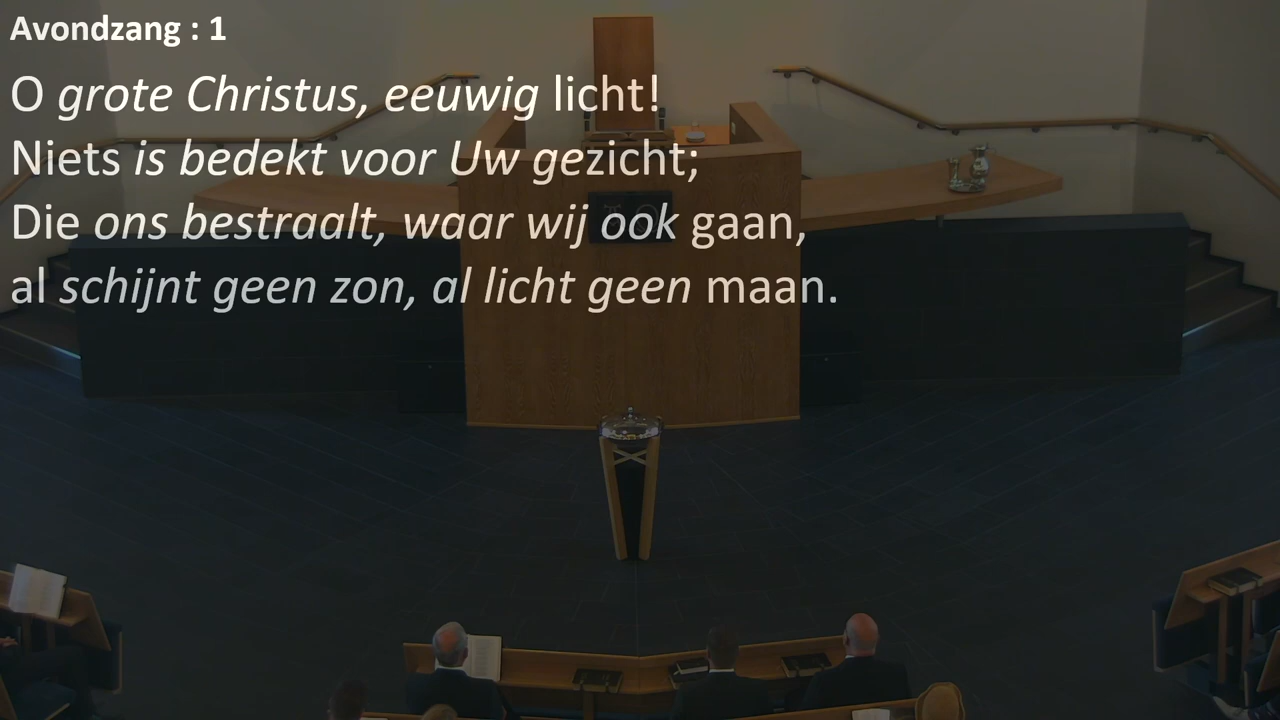 Avondzang : 1
O grote Christus, eeuwig licht!
Niets is bedekt voor Uw gezicht;
Die ons bestraalt, waar wij ook gaan,
al schijnt geen zon, al licht geen maan.